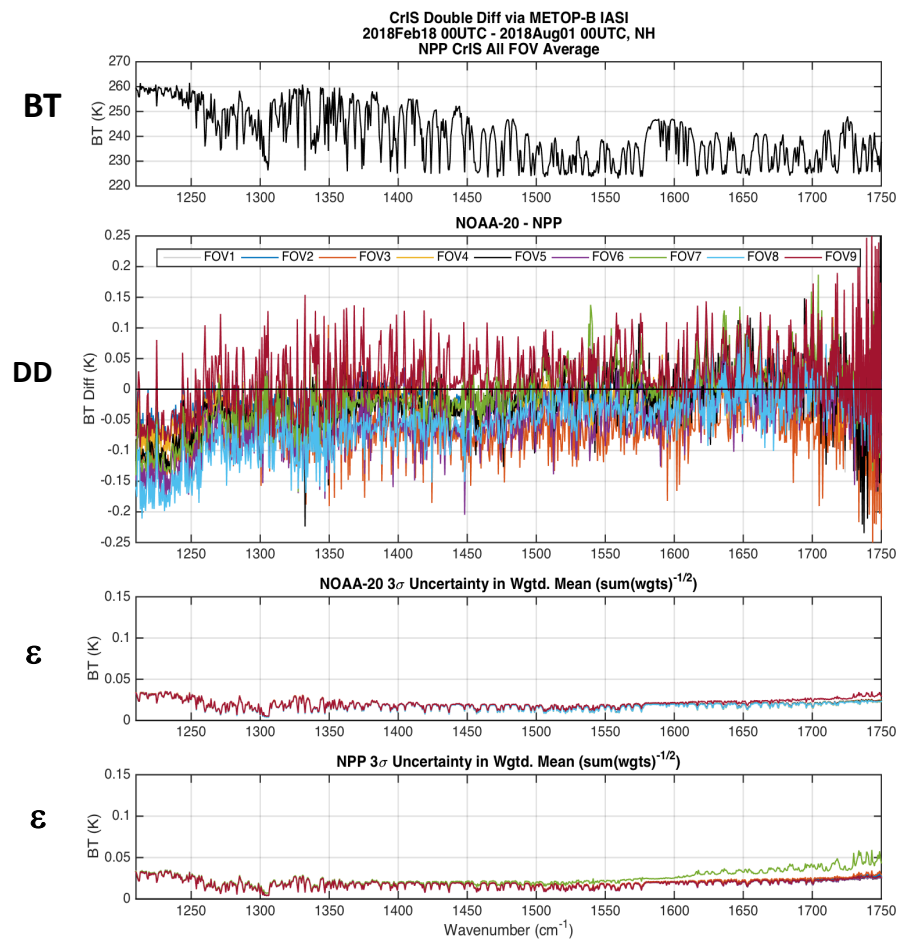 CrIS Double Diff via METOP-B IASI
2018Feb18 00UTC - 2018Aug01 00UTC, NH
NPP CrIS All FOV Average
BT
BT (K)
270
260
250
240
230
220
1250 1300 1350 1400 1450 1500 1550 1600 1650 1700 1750
NOAA-20 - NPP
DD
BT Diff (K)
0.25
0.2
0.15
0.1
0.05
0
-0.05
-0.1
-0.15
-0.2
-0.25
FOV1 FOV2 FOV3 FOV4 FOV5 FOV6 FOV7 FOV8 FOV9
1250 1300 1350 1400 1450 1500 1550 1600 1650 1700 1750
NOAA-20 3σ Uncertainty in Wgtd. Mean (sum(wgts)^-1/2)
ε
BT (K)
0.15
0.1
0.05
0
1250 1300 1350 1400 1450 1500 1550 1600 1650 1700 1750
NPP 3σ Uncertainty in Wgtd. Mean (sum(wgts)^-1/2)
ε
BT (K)
0.15
0.1
0.05
0
1250 1300 1350 1400 1450 1500 1550 1600 1650 1700 1750
Wavenumber (cm^-1)